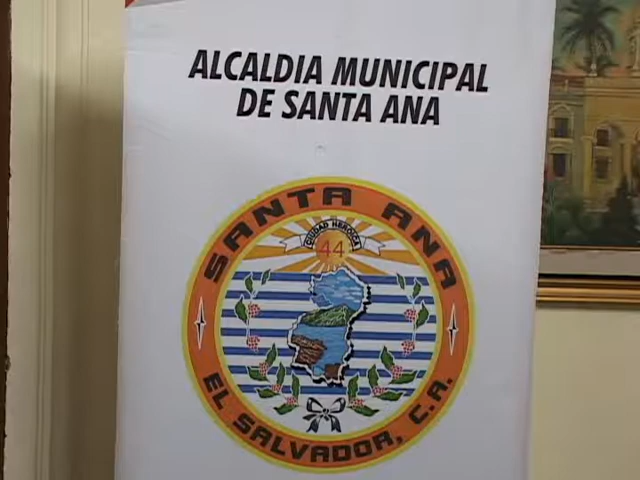 ALCALDIA MUNICIPAL
DE SANTA ANA
SANTA ANA
CIUDAD HEROICA
44
EL SALVADOR, C.A.